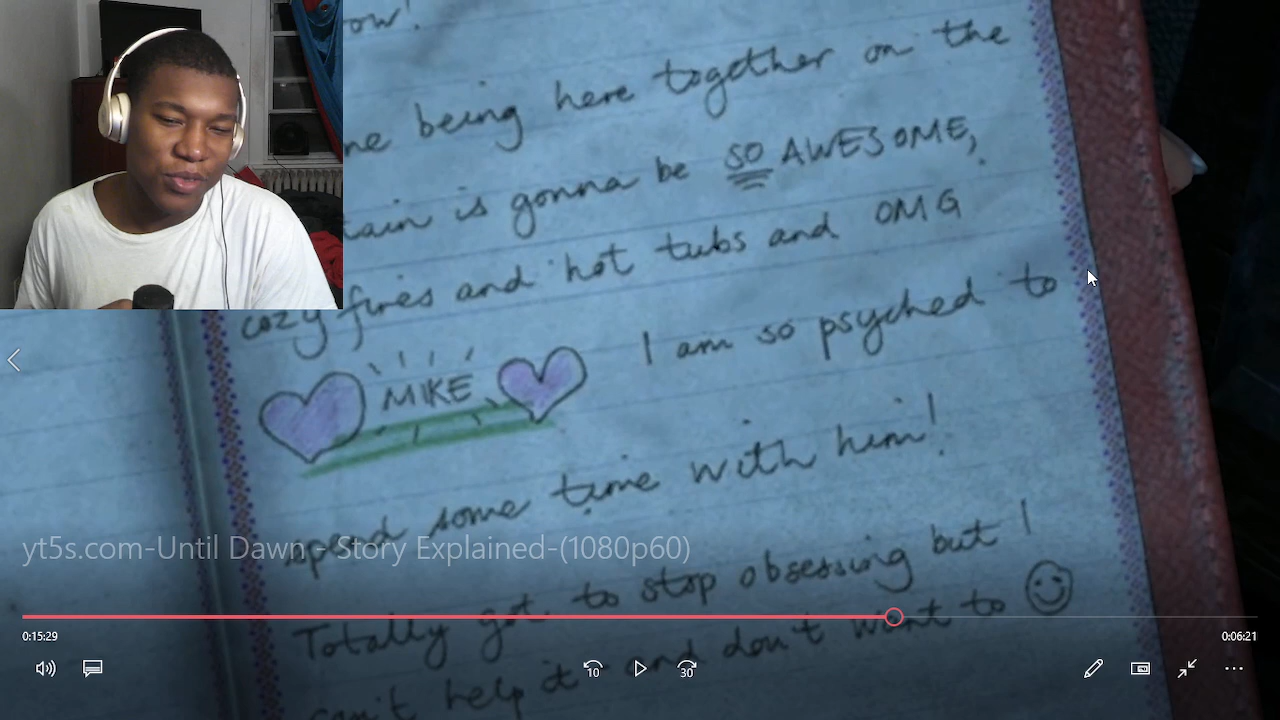 ow!
ne being here together on the
tain is gonna be SO AWESOME,
cozy fires and hot tubs and OMG
MIKE I am so psyched to
spend some time with him!
yt5s.com-Until Dawn - Story Explained-(1080p60)
Totally got to stop obsessing but I
can't help it and don't want to
0:15:29
0:06:21
10
30